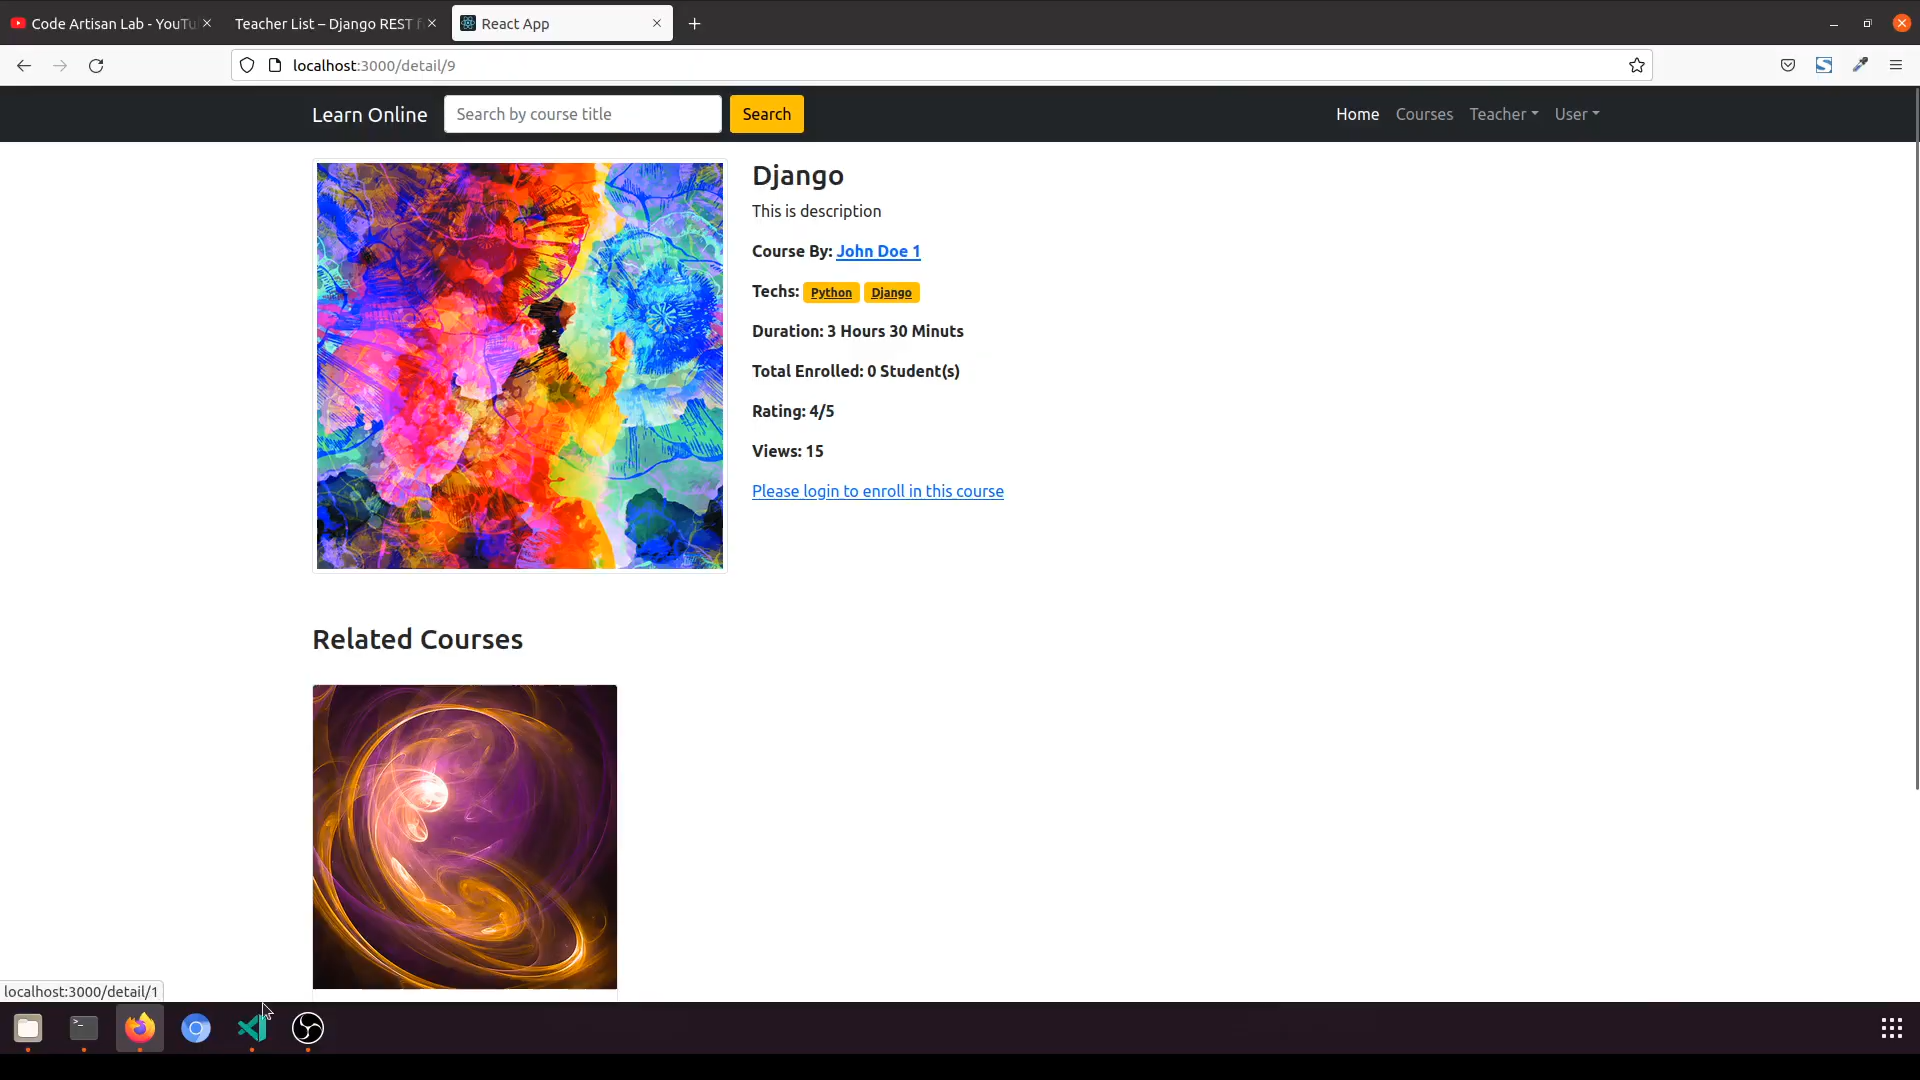 Code Artisan Lab - YouTu
Teacher List – Django REST f
React App
localhost:3000/detail/9
Learn Online
Search by course title
Search
Home
Courses
Teacher
User
Django
This is description
Course By: John Doe 1
Techs: Python Django
Duration: 3 Hours 30 Minuts
Total Enrolled: 0 Student(s)
Rating: 4/5
Views: 15
Please login to enroll in this course
Related Courses
localhost:3000/detail/1